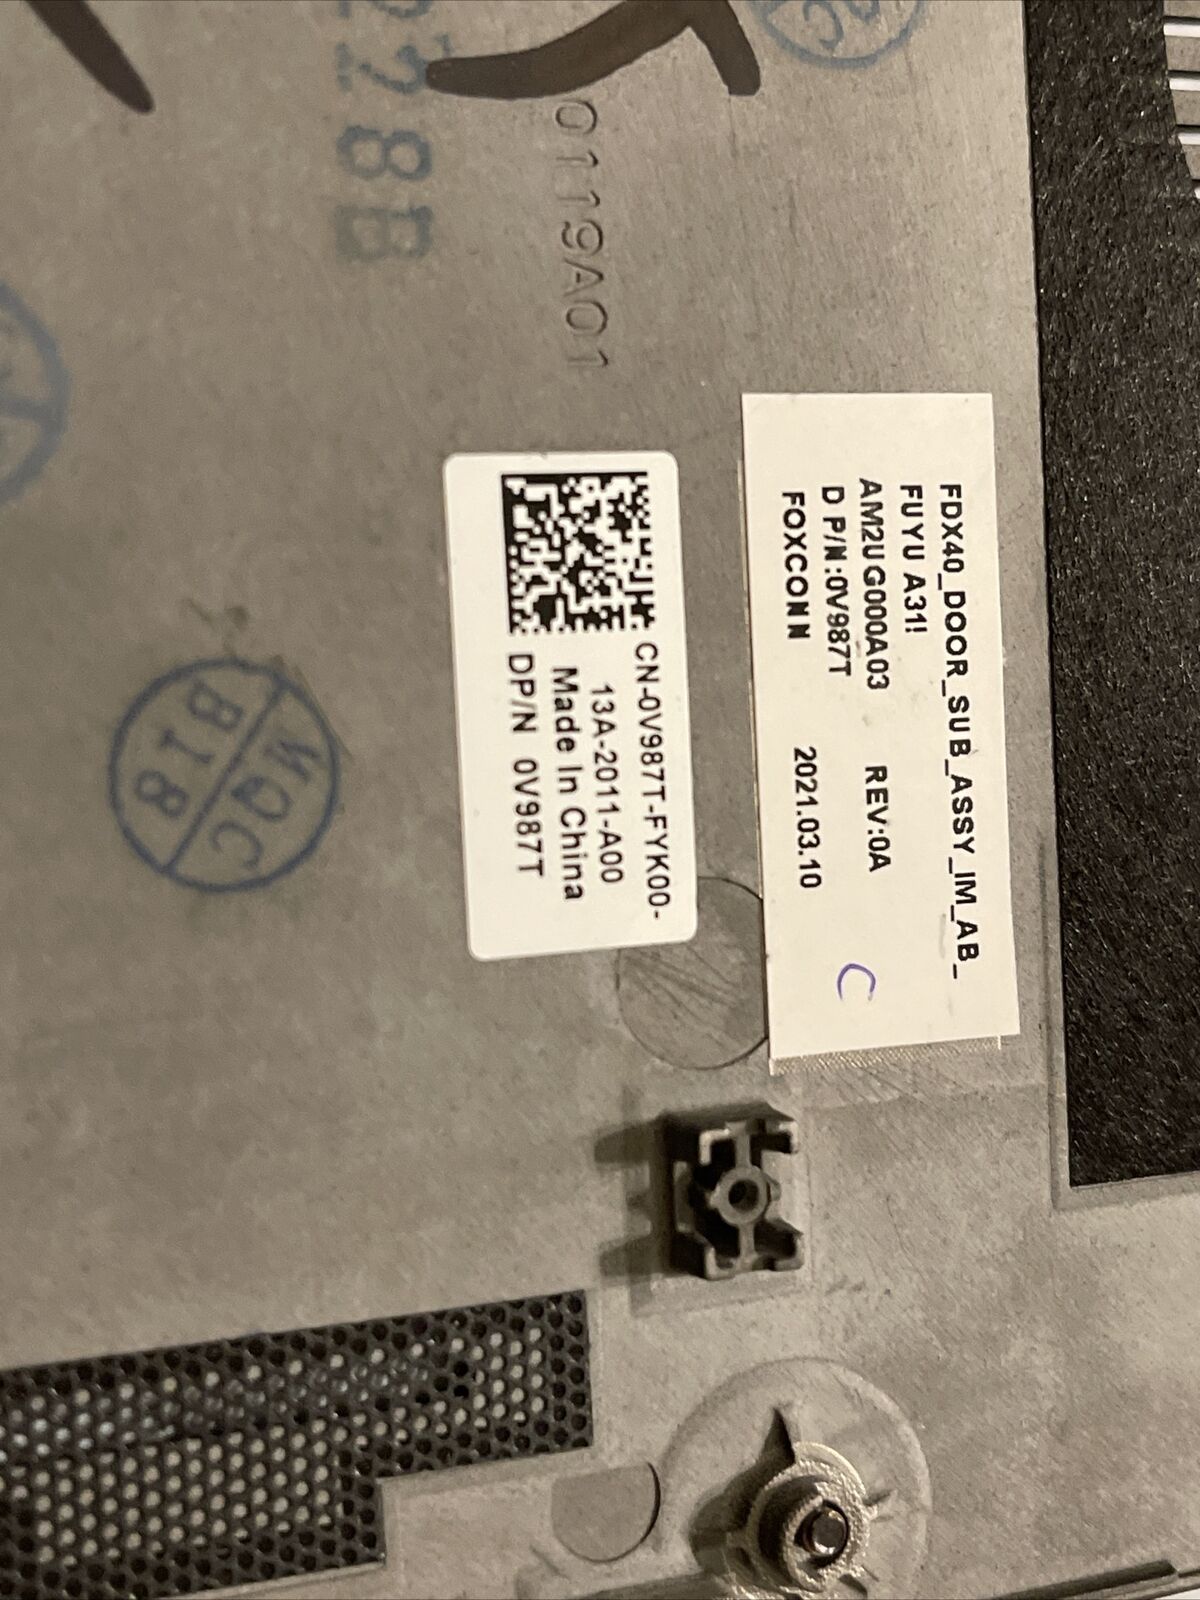 FDX40_DOOR_SUB_ASSY_IM_AB_
FUYU A31!
AM2UG000A03 REV:0A
D P/N:0V987T
FOXCONN 2021.03.10
C
CN-0V987T-FYK00-
13A-2011-A00
Made In China
DP/N 0V987T
0119A01
MQC
B18